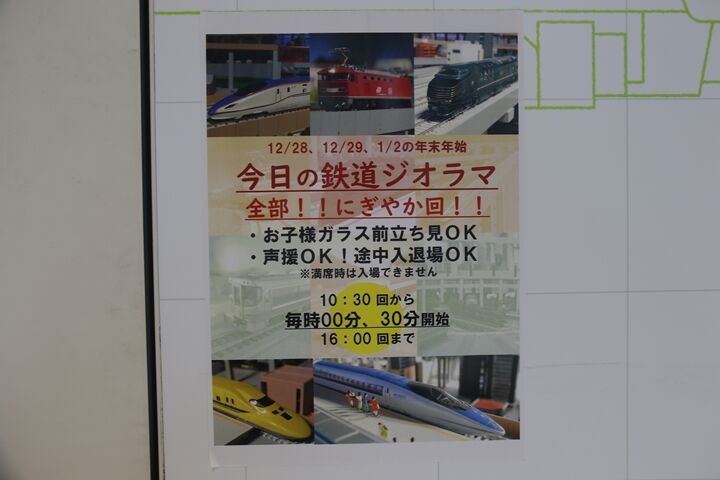 12/28、12/29、1/2の年末年始
今日の鉄道ジオラマ
全部！！にぎやか回！！
・お子様ガラス前立ち見OK
・声援OK！途中入退場OK
※満席時は入場できません
10：30 回から
毎時00分、30分開始
16：00 回まで